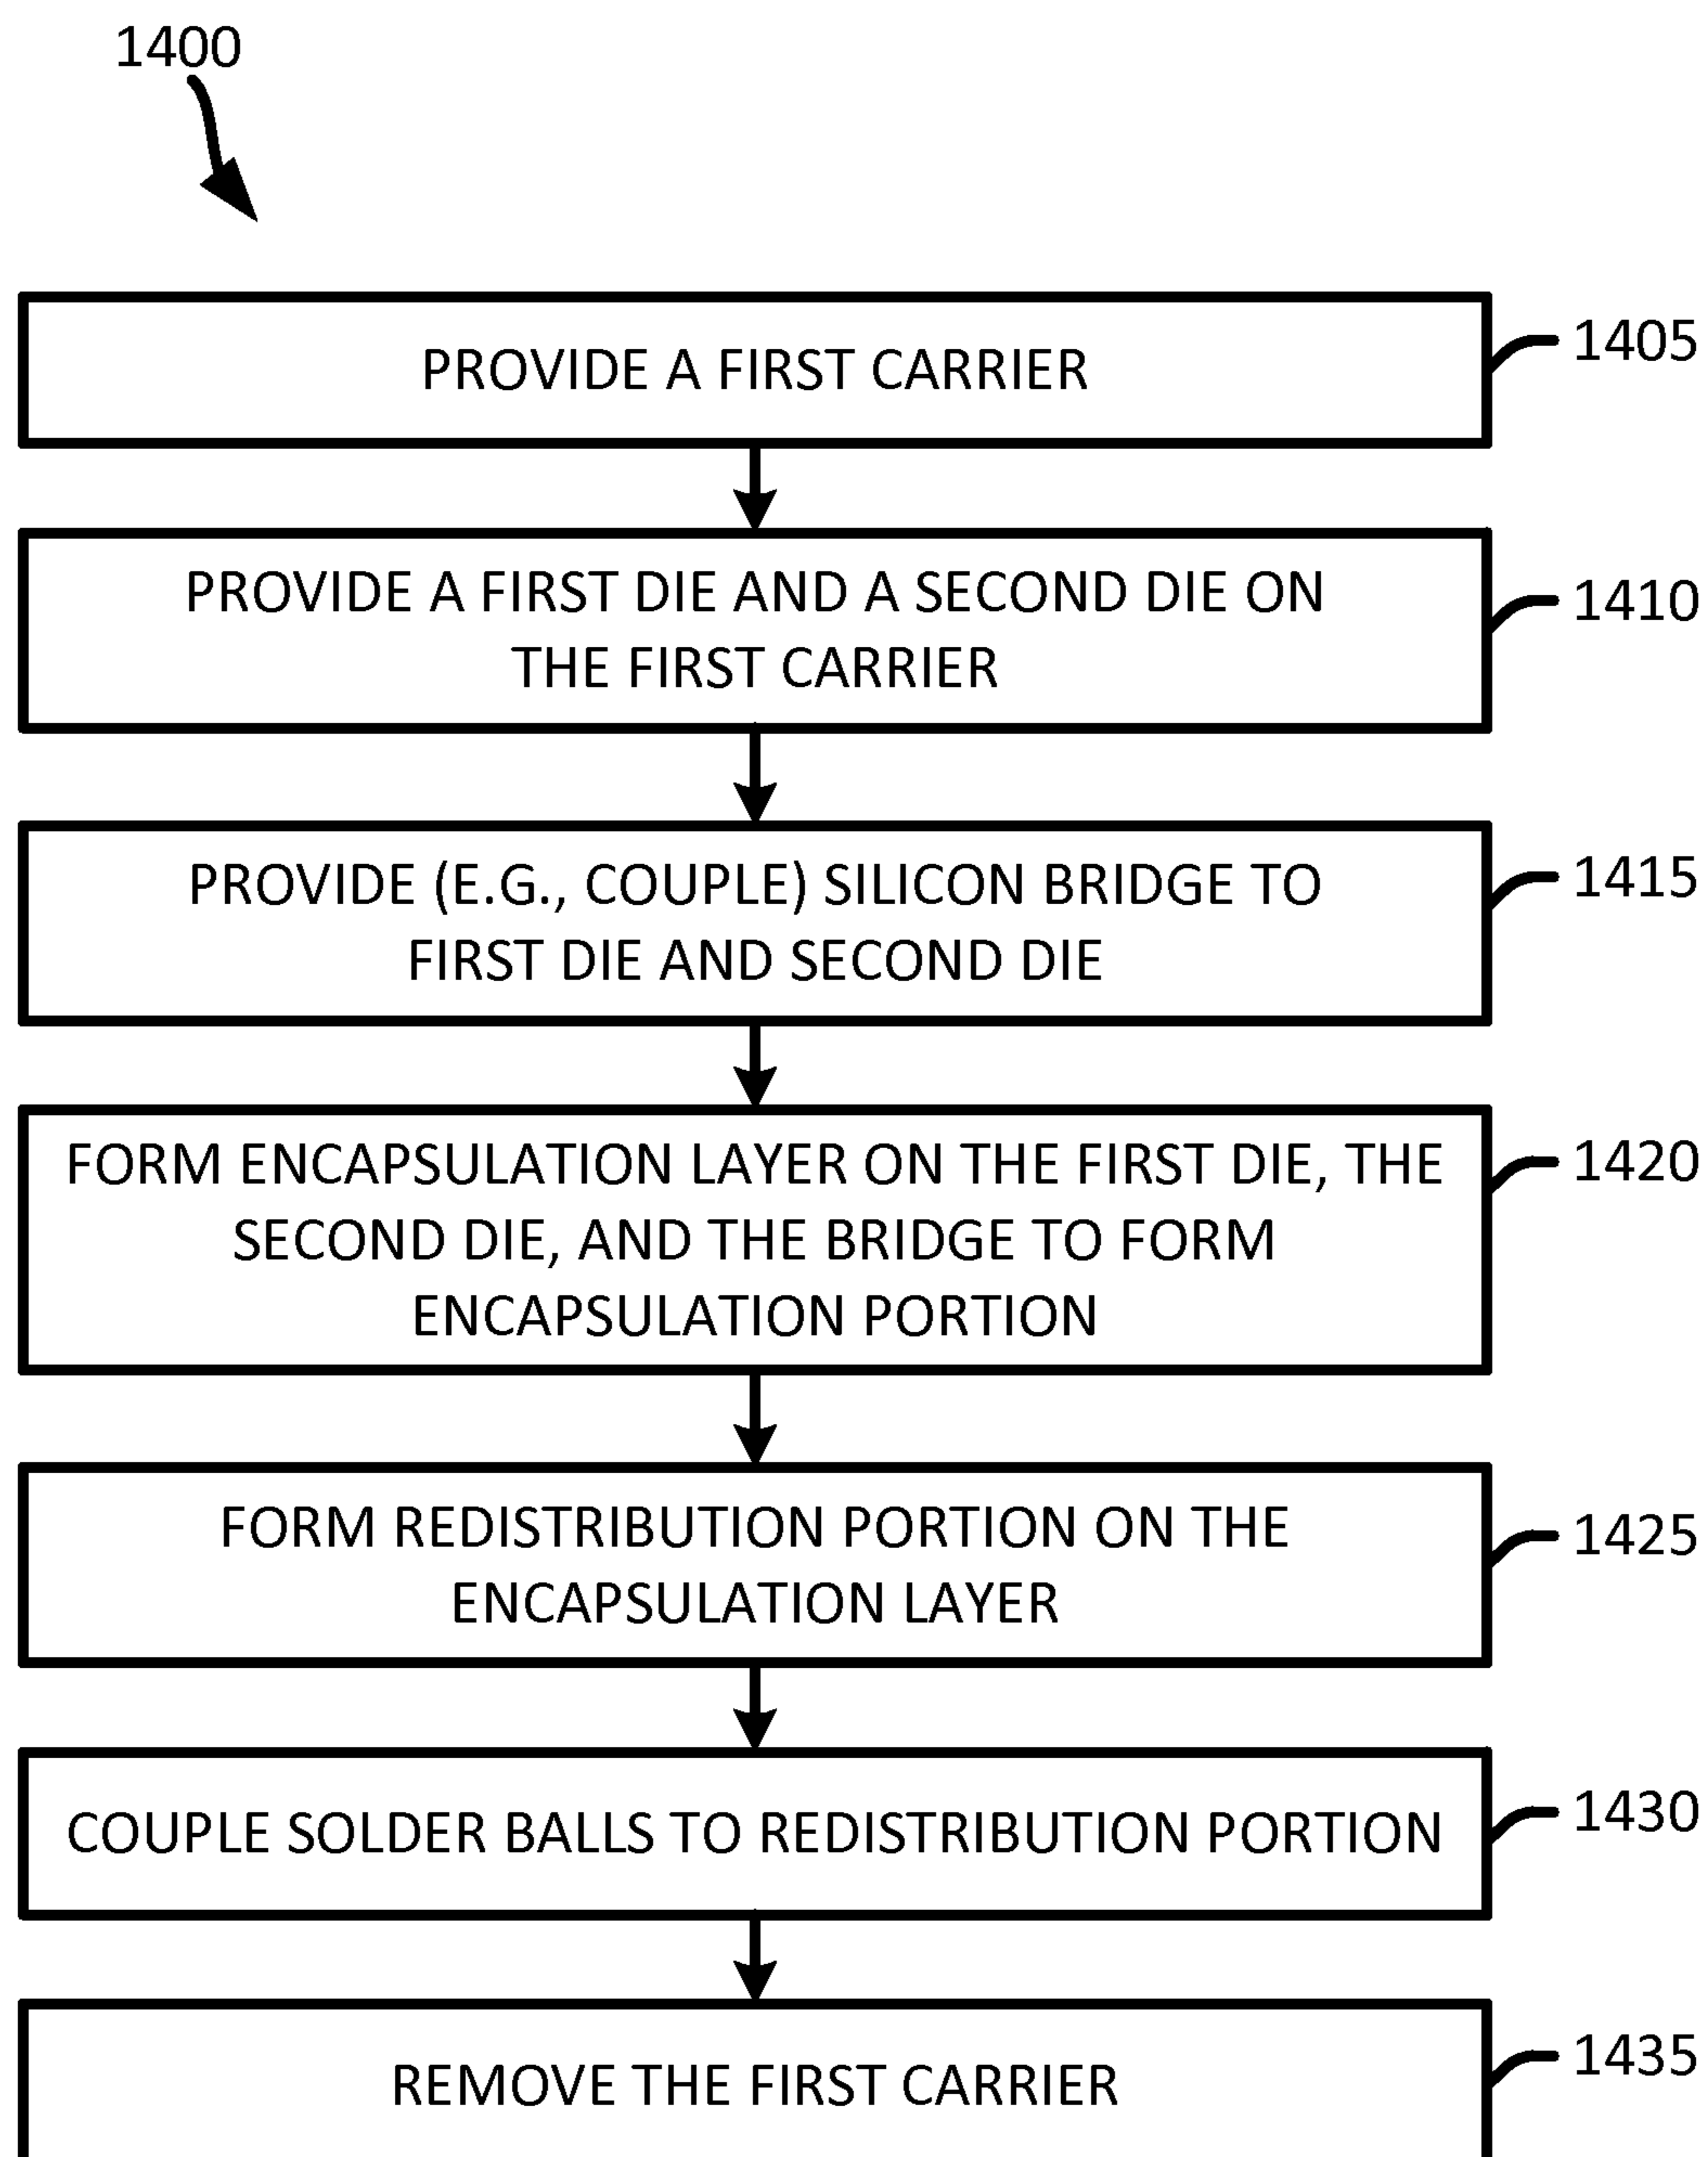 1400
PROVIDE A FIRST CARRIER
1405
PROVIDE A FIRST DIE AND A SECOND DIE ON
THE FIRST CARRIER
1410
PROVIDE (E.G., COUPLE) SILICON BRIDGE TO
FIRST DIE AND SECOND DIE
1415
FORM ENCAPSULATION LAYER ON THE FIRST DIE, THE
SECOND DIE, AND THE BRIDGE TO FORM
ENCAPSULATION PORTION
1420
FORM REDISTRIBUTION PORTION ON THE
ENCAPSULATION LAYER
1425
COUPLE SOLDER BALLS TO REDISTRIBUTION PORTION
1430
REMOVE THE FIRST CARRIER
1435